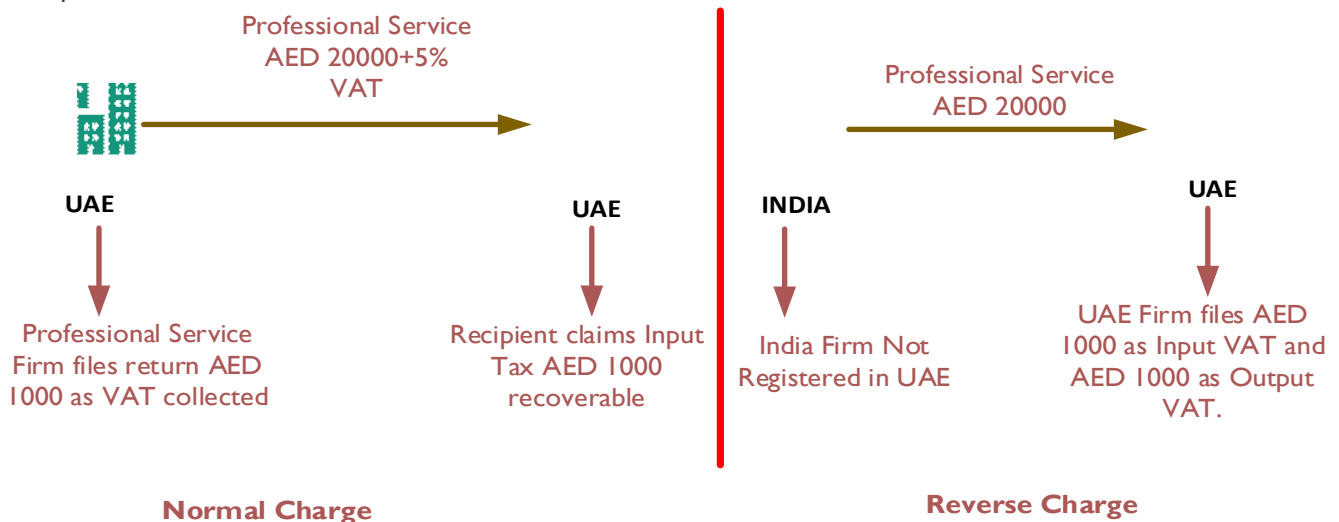 Professional Service
AED 20000+5%
VAT
UAE
UAE
Professional Service
Firm files return AED
1000 as VAT collected
Recipient claims Input
Tax AED 1000
recoverable
Normal Charge
Professional Service
AED 20000
INDIA
UAE
India Firm Not
Registered in UAE
UAE Firm files AED
1000 as Input VAT and
AED 1000 as Output
VAT.
Reverse Charge